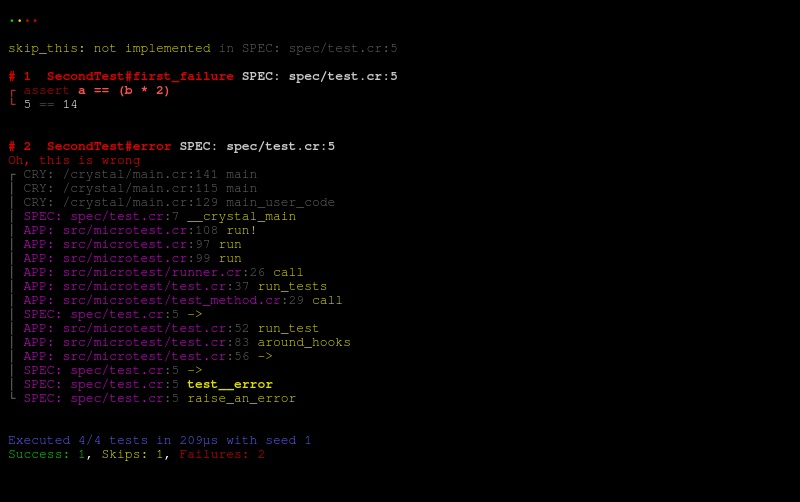 ....
skip_this: not implemented in SPEC: spec/test.cr:5
# 1  SecondTest#first_failure SPEC: spec/test.cr:5
┌ assert a == (b * 2)
└ 5 == 14
# 2  SecondTest#error SPEC: spec/test.cr:5
Oh, this is wrong
┌ CRY: /crystal/main.cr:141 main
│ CRY: /crystal/main.cr:115 main
│ CRY: /crystal/main.cr:129 main_user_code
│ SPEC: spec/test.cr:7 __crystal_main
│ APP: src/microtest.cr:108 run!
│ APP: src/microtest.cr:97 run
│ APP: src/microtest.cr:99 run
│ APP: src/microtest/runner.cr:26 call
│ APP: src/microtest/test.cr:37 run_tests
│ APP: src/microtest/test_method.cr:29 call
│ SPEC: spec/test.cr:5 ->
│ APP: src/microtest/test.cr:52 run_test
│ APP: src/microtest/test.cr:83 around_hooks
│ APP: src/microtest/test.cr:56 ->
│ SPEC: spec/test.cr:5 ->
│ SPEC: spec/test.cr:5 test__error
└ SPEC: spec/test.cr:5 raise_an_error
Executed 4/4 tests in 209µs with seed 1
Success: 1, Skips: 1, Failures: 2